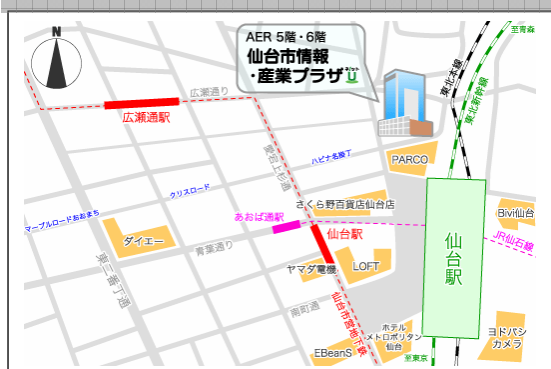 至青森
AER 5階・6階
仙台市情報
・産業プラザ
ネ！ット
U
東北本線
東北新幹線
広瀬通り
広瀬通駅
愛宕上杉通
ハピナ名掛丁
PARCO
クリスロード
さくら野百貨店仙台店
マーブルロードおおまち
あおば通駅
Bivi仙台
仙台駅
仙台駅
JR仙石線
ダイエー
青葉通り
ヤマダ電機
LOFT
東二番丁通
仙台市営地下鉄
南町通
ホテル
メトロポリタン
仙台
ヨドバシ
カメラ
EBeanS
至東京